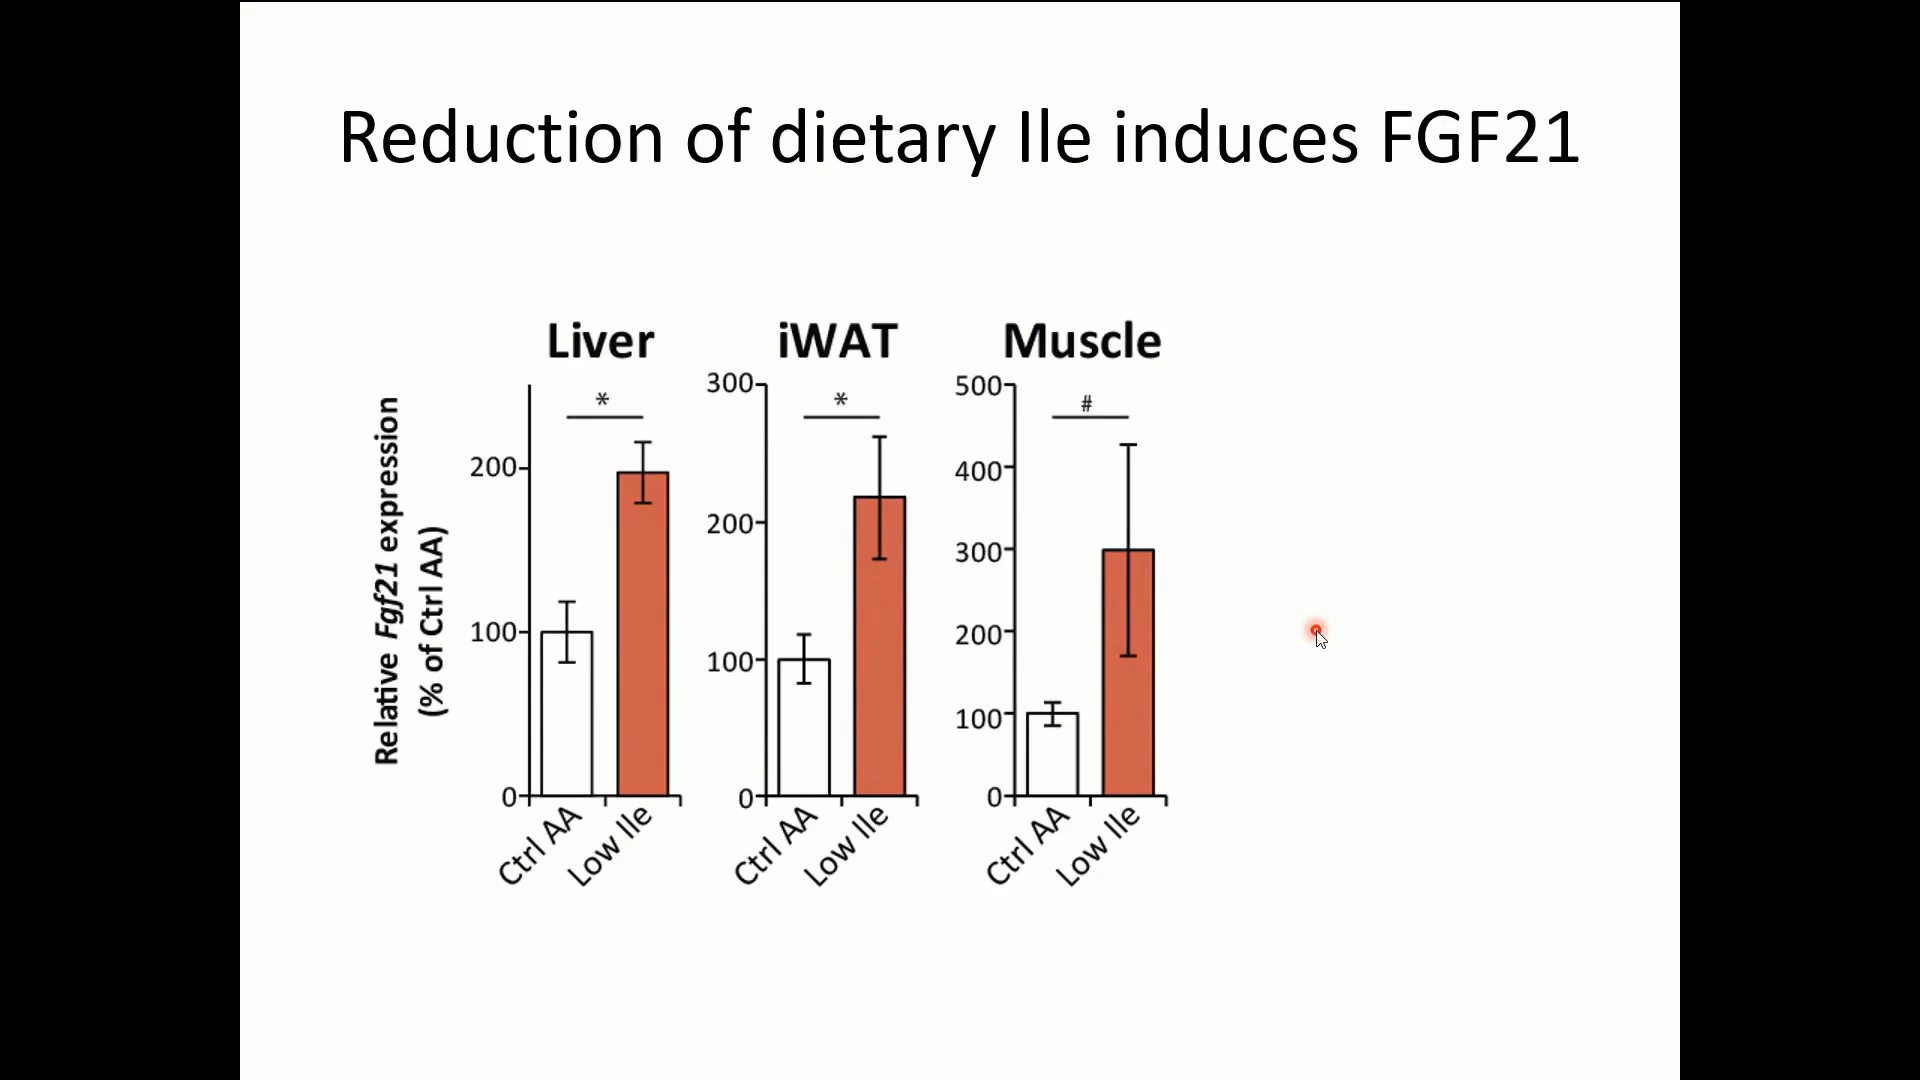 Reduction of dietary Ile induces FGF21
Relative Fgf21 expression
(% of Ctrl AA)
Liver
200
100
0
*
Ctrl AA
Low Ile
iWAT
300
200
100
0
*
Ctrl AA
Low Ile
Muscle
500
400
300
200
100
0
#
Ctrl AA
Low Ile